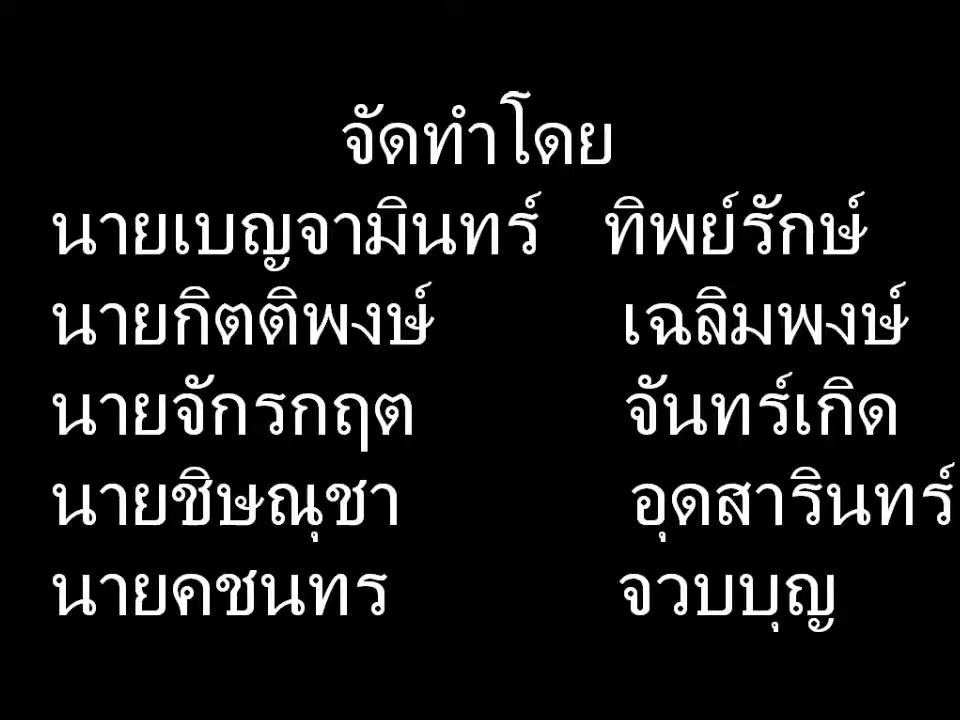 จัดทำโดย
นายเบญจามินทร์ ทิพย์รักษ์
นายกิตติพงษ์ เฉลิมพงษ์
นายจักรกฤต จันทร์เกิด
นายชิษณุชา อุดสารินทร์
นายคชนทร จวบบุญ